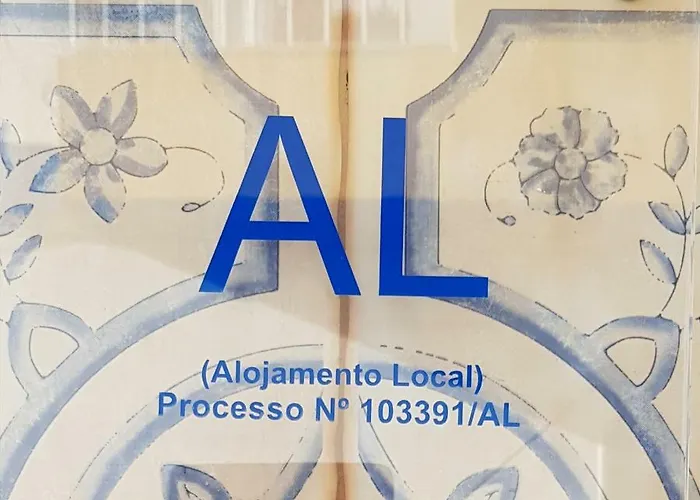 AL
(Alojamento Local)
Processo Nº 103391/AL